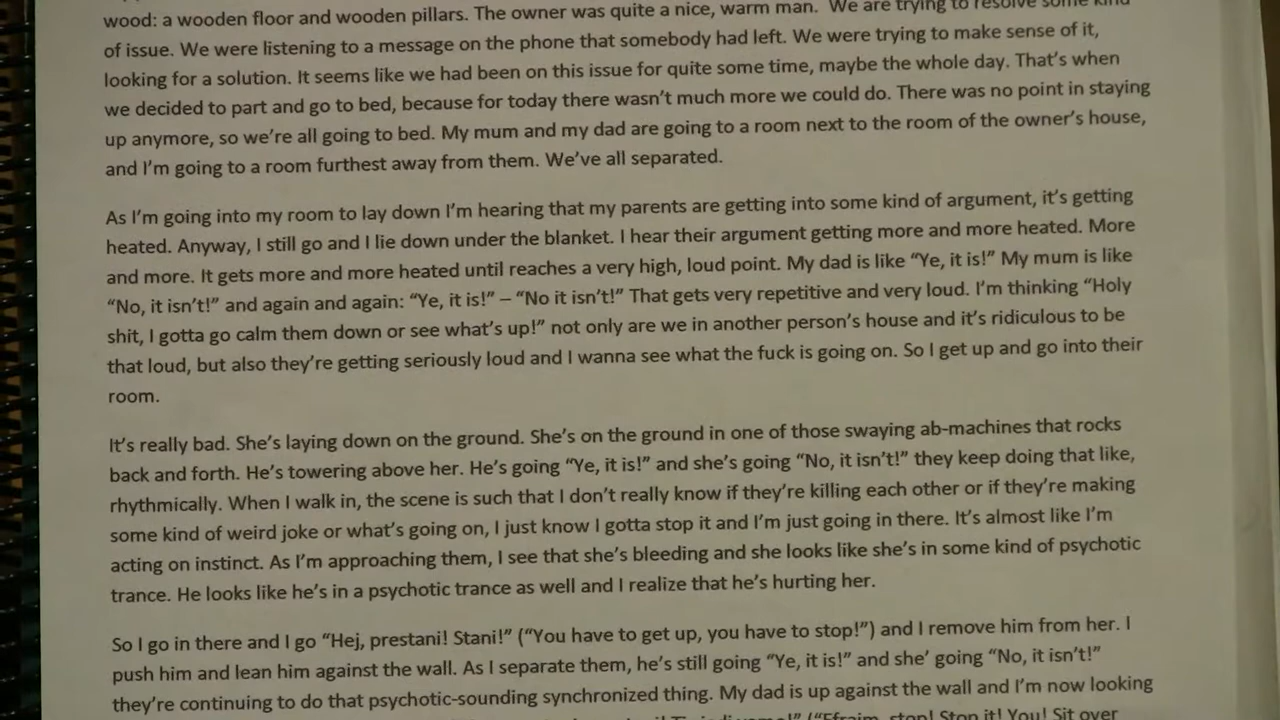 wood: a wooden floor and wooden pillars. The owner was quite a nice, warm man.  We are trying to resolve some kind
of issue. We were listening to a message on the phone that somebody had left. We were trying to make sense of it,
looking for a solution. It seems like we had been on this issue for quite some time, maybe the whole day. That's when
we decided to part and go to bed, because for today there wasn't much more we could do. There was no point in staying
up anymore, so we're all going to bed. My mum and my dad are going to a room next to the room of the owner's house,
and I'm going to a room furthest away from them. We've all separated.
As I'm going into my room to lay down I'm hearing that my parents are getting into some kind of argument, it's getting
heated. Anyway, I still go and I lie down under the blanket. I hear their argument getting more and more heated. More
and more. It gets more and more heated until reaches a very high, loud point. My dad is like “Ye, it is!” My mum is like
“No, it isn't!” and again and again: “Ye, it is!” – “No it isn't!” That gets very repetitive and very loud. I'm thinking “Holy
shit, I gotta go calm them down or see what's up!” not only are we in another person's house and it's ridiculous to be
that loud, but also they're getting seriously loud and I wanna see what the fuck is going on. So I get up and go into their
room.
It's really bad. She's laying down on the ground. She's on the ground in one of those swaying ab-machines that rocks
back and forth. He's towering above her. He's going “Ye, it is!” and she's going “No, it isn't!” they keep doing that like,
rhythmically. When I walk in, the scene is such that I don't really know if they're killing each other or if they're making
some kind of weird joke or what's going on, I just know I gotta stop it and I'm just going in there. It's almost like I'm
acting on instinct. As I'm approaching them, I see that she's bleeding and she looks like she's in some kind of psychotic
trance. He looks like he's in a psychotic trance as well and I realize that he's hurting her.
So I go in there and I go “Hej, prestani! Stani!” (“You have to get up, you have to stop!”) and I remove him from her. I
push him and lean him against the wall. As I separate them, he's still going “Ye, it is!” and she' going “No, it isn't!”
they're continuing to do that psychotic-sounding synchronized thing. My dad is up against the wall and I'm now looking
(“Efraim, stop! Stop it! You! Sit over